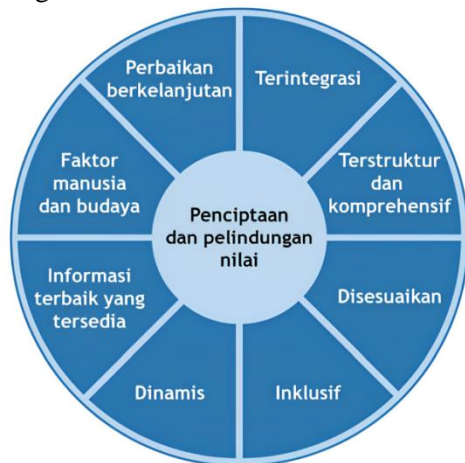 Perbaikan
berkelanjutan
Terintegrasi
Faktor
manusia
dan budaya
Terstruktur
dan
komprehensif
Penciptaan
dan pelindungan
nilai
Informasi
terbaik yang
tersedia
Disesuaikan
Dinamis
Inklusif